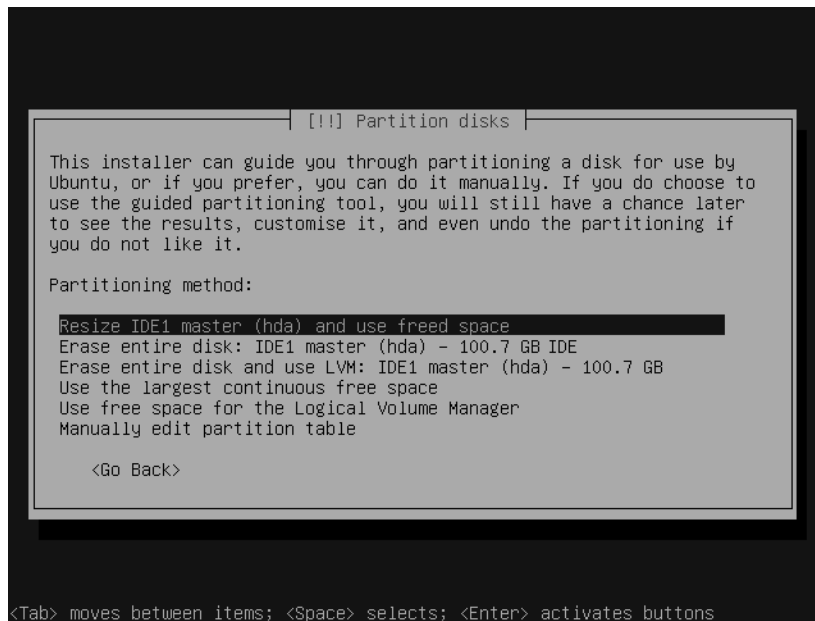 [!!] Partition disks
This installer can guide you through partitioning a disk for use by
Ubuntu, or if you prefer, you can do it manually. If you do choose to
use the guided partitioning tool, you will still have a chance later
to see the results, customise it, and even undo the partitioning if
you do not like it.
Partitioning method:
Resize IDE1 master (hda) and use freed space
Erase entire disk: IDE1 master (hda) - 100.7 GB IDE
Erase entire disk and use LVM: IDE1 master (hda) - 100.7 GB
Use the largest continuous free space
Use free space for the Logical Volume Manager
Manually edit partition table
<Go Back>
<Tab> moves between items; <Space> selects; <Enter> activates buttons